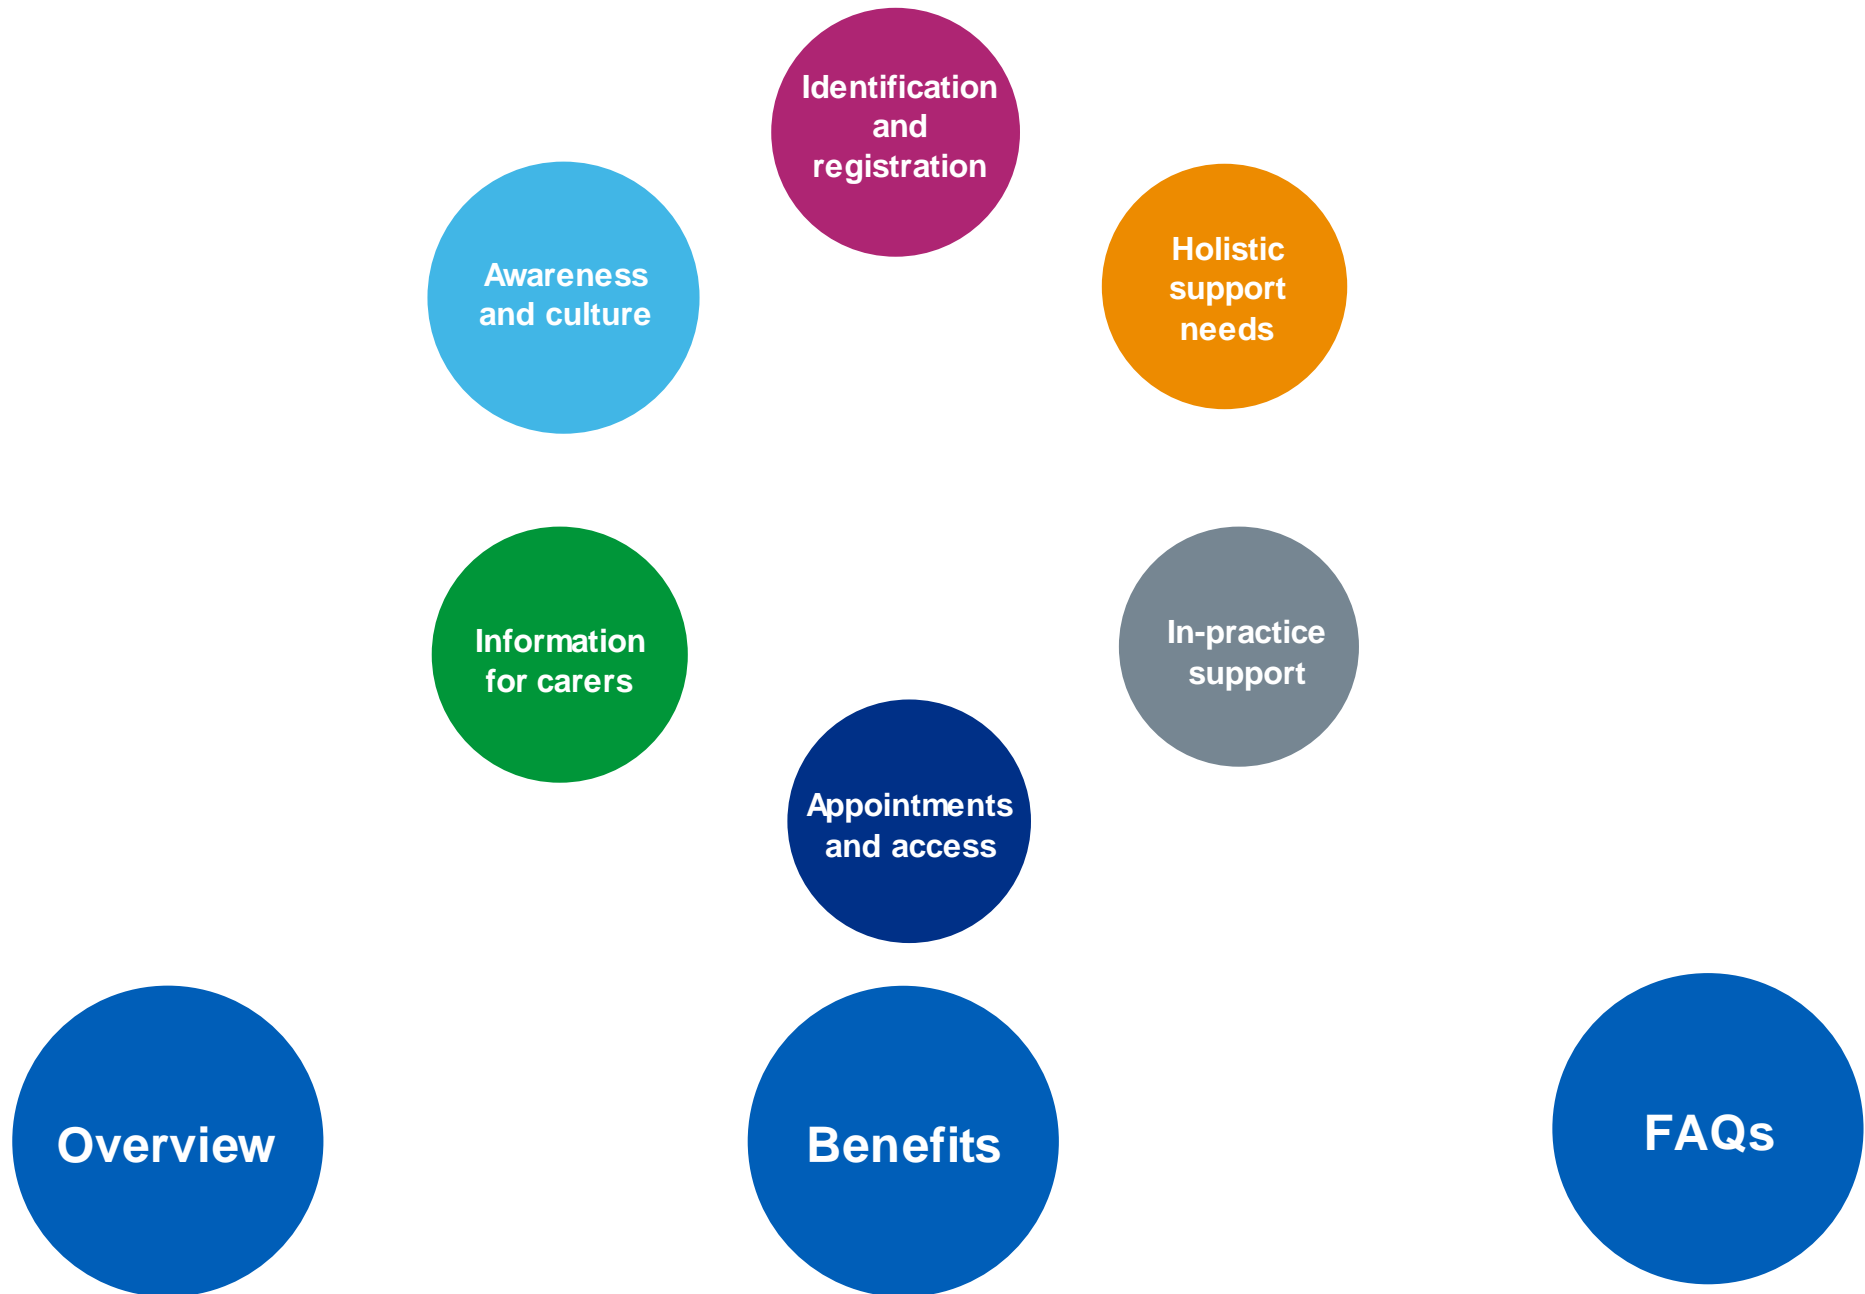 Identification
and
registration
Awareness
and culture
Holistic
support
needs
Information
for carers
In-practice
support
Appointments
and access
Overview
Benefits
FAQs